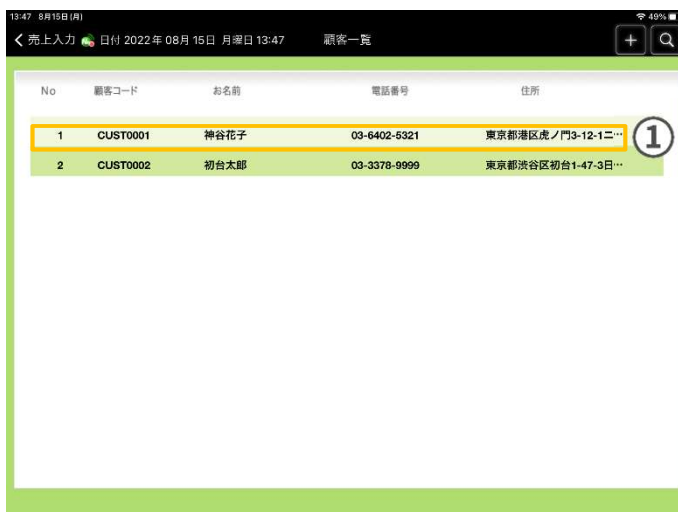 13:47 8月15日(月) 49%
売上入力 日付 2022年 08月 15日 月曜日 13:47 顧客一覧
No 顧客コード お名前 電話番号 住所
1 CUST0001 神谷花子 03-6402-5321 東京都港区虎ノ門3-12-1ニ…
①
2 CUST0002 初台太郎 03-3378-9999 東京都渋谷区初台1-47-3日…